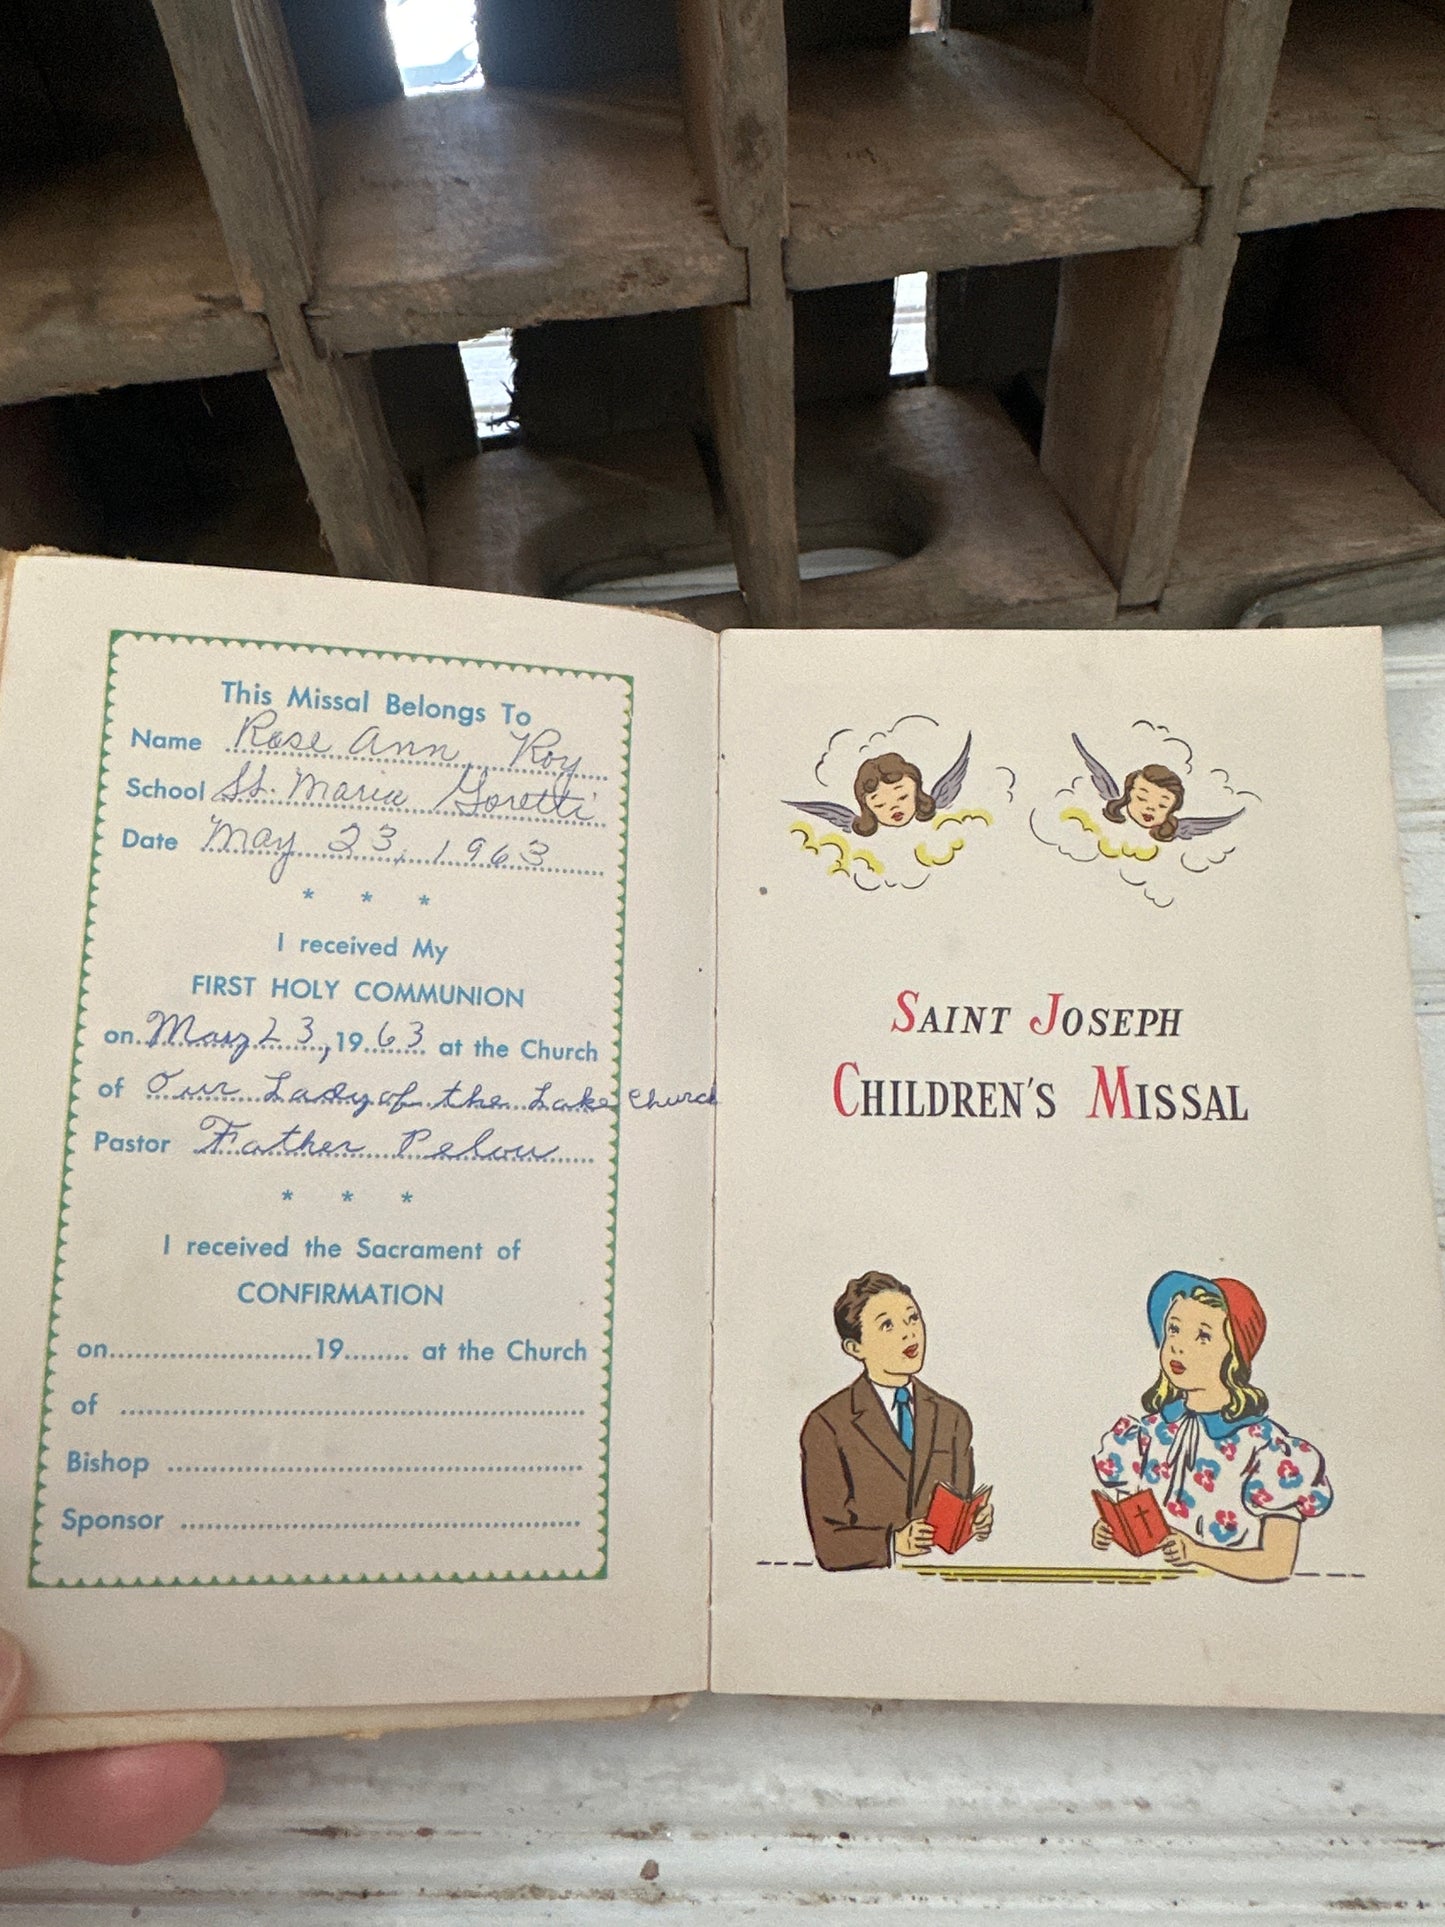 This Missal Belongs To
Name Rose Ann Roy
School St. Maria Goretti
Date May 23, 1963
* * *
I received My
FIRST HOLY COMMUNION
on May 23, 1963 at the Church
of Our Lady of the Lake Church
Pastor Father Pelou
* * *
I received the Sacrament of
CONFIRMATION
on....................19........ at the Church
of
Bishop
Sponsor
SAINT JOSEPH
CHILDREN'S MISSAL